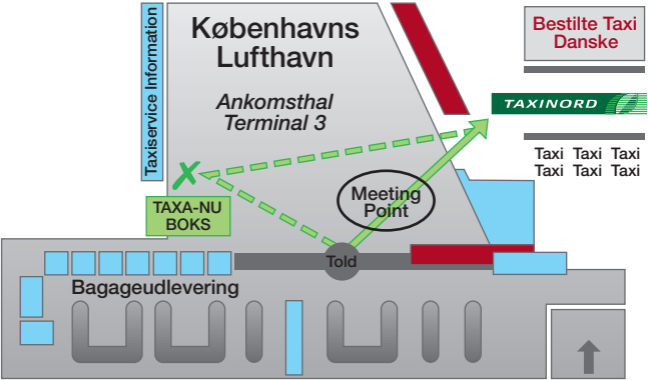 Københavns
Lufthavn
Ankomsthal
Terminal 3
Taxiservice Information
Bestilte Taxi
Danske
TAXINORD
Taxi Taxi Taxi
Taxi Taxi Taxi
TAXA-NU
BOKS
Meeting
Point
Told
Bagageudlevering